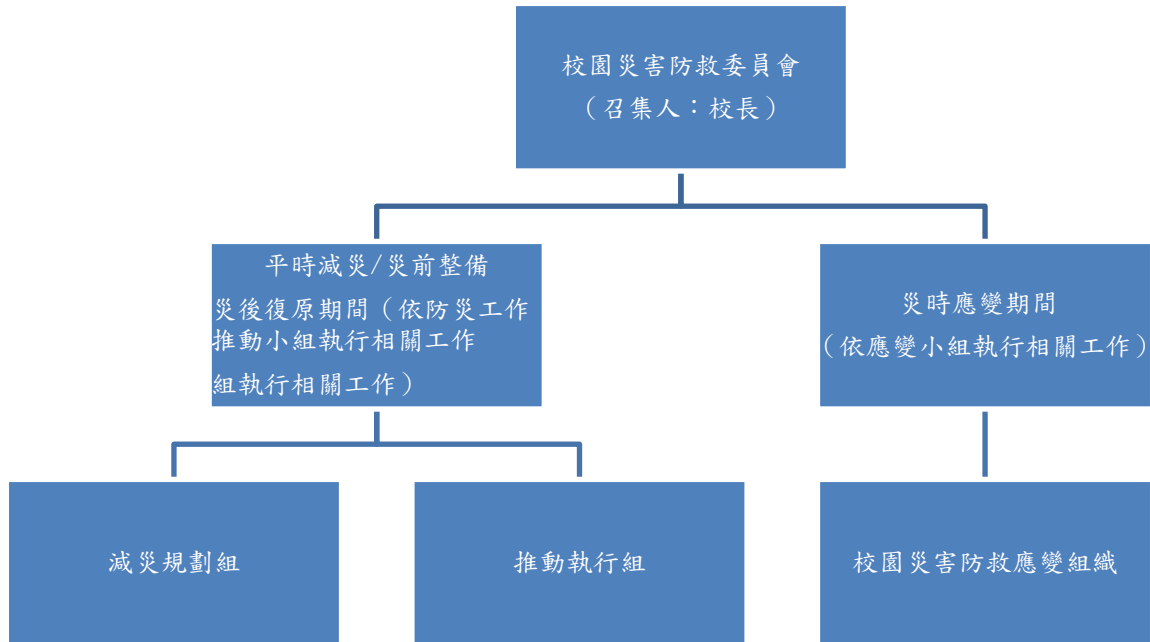 校園災害防救委員會
（召集人：校長）
平時減災/災前整備
災後復原期間（依防災工作
推動小組執行相關工作
組執行相關工作）
災時應變期間
（依應變小組執行相關工作）
減災規劃組
推動執行組
校園災害防救應變組織